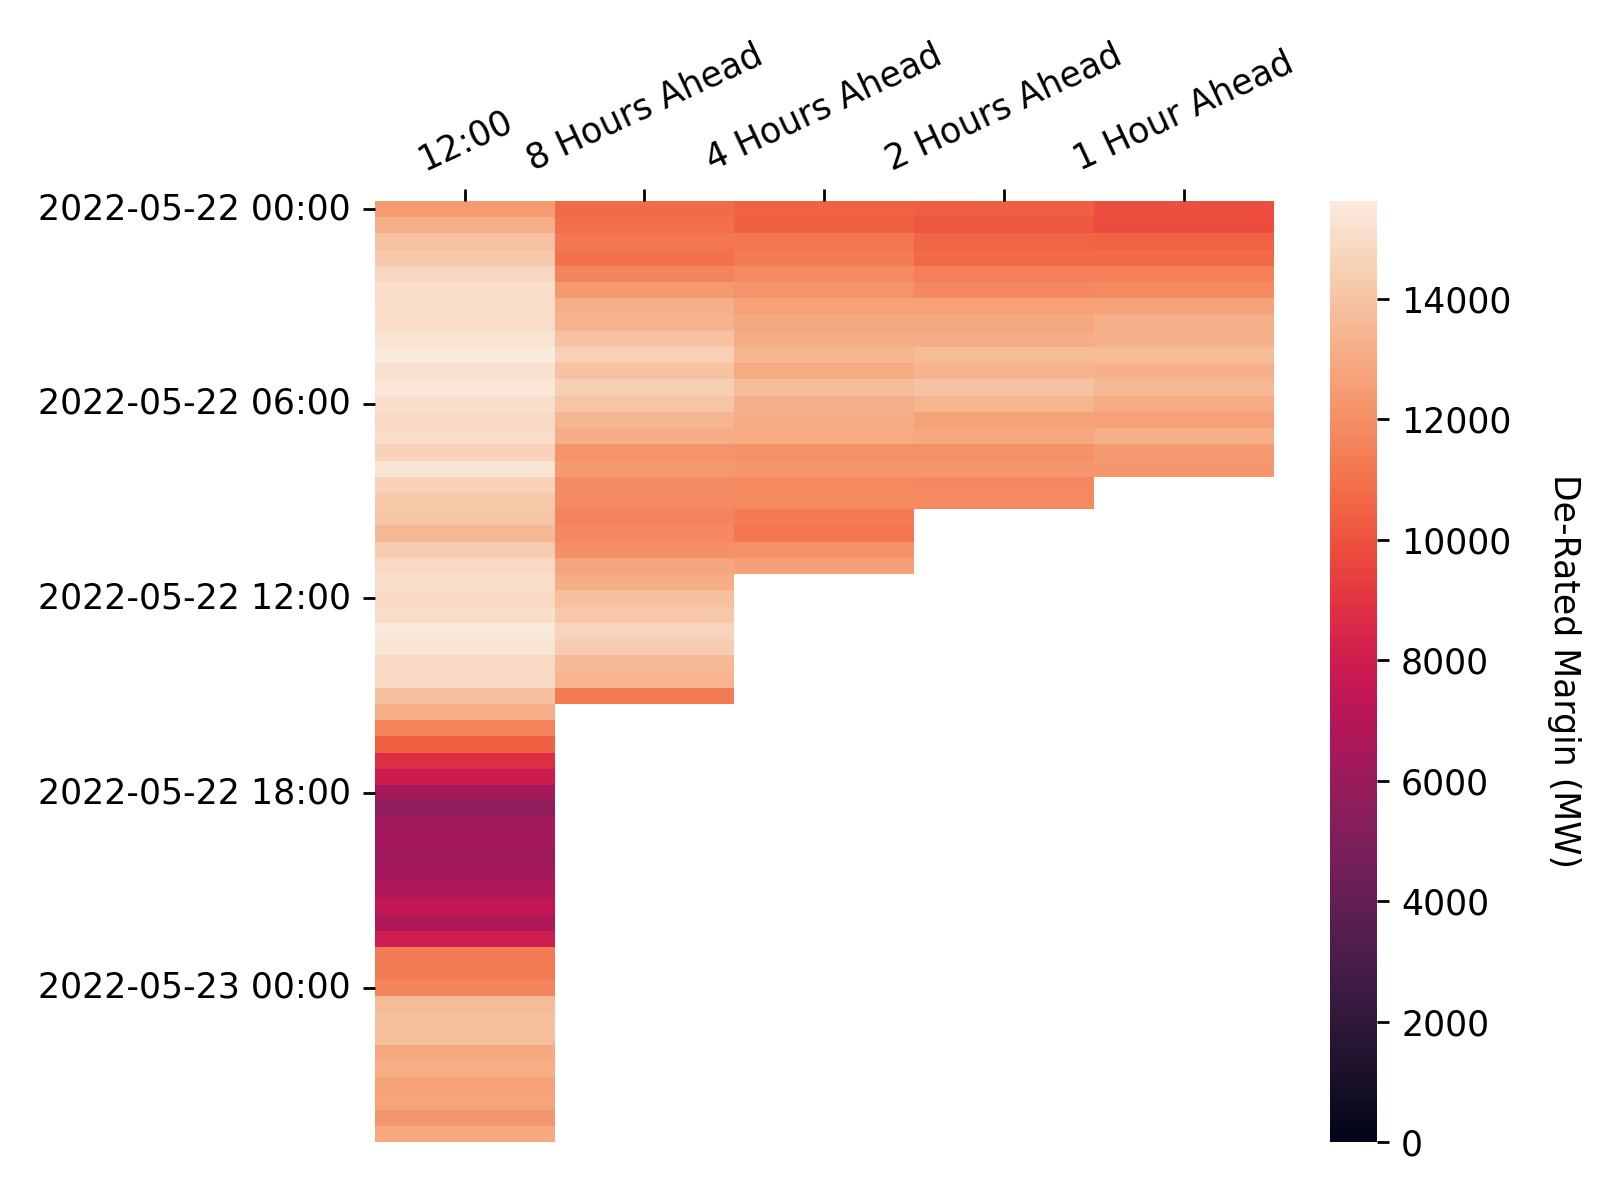 12:00
8 Hours Ahead
4 Hours Ahead
2 Hours Ahead
1 Hour Ahead
2022-05-22 00:00
2022-05-22 06:00
2022-05-22 12:00
2022-05-22 18:00
2022-05-23 00:00
14000
12000
10000
8000
6000
4000
2000
0
De-Rated Margin (MW)